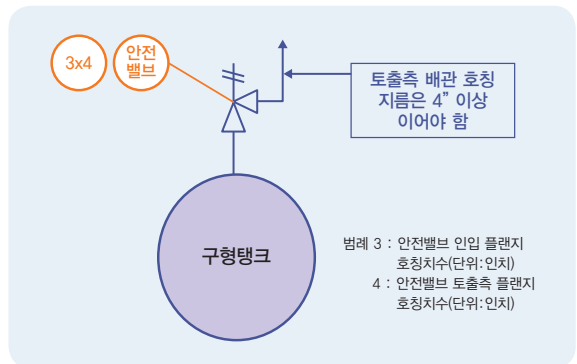 3x4
안전
밸브
토출측 배관 호칭
지름은 4” 이상
이어야 함
구형탱크
범례 3 : 안전밸브 인입 플랜지
호칭치수(단위:인치)
4 : 안전밸브 토출측 플랜지
호칭치수(단위:인치)